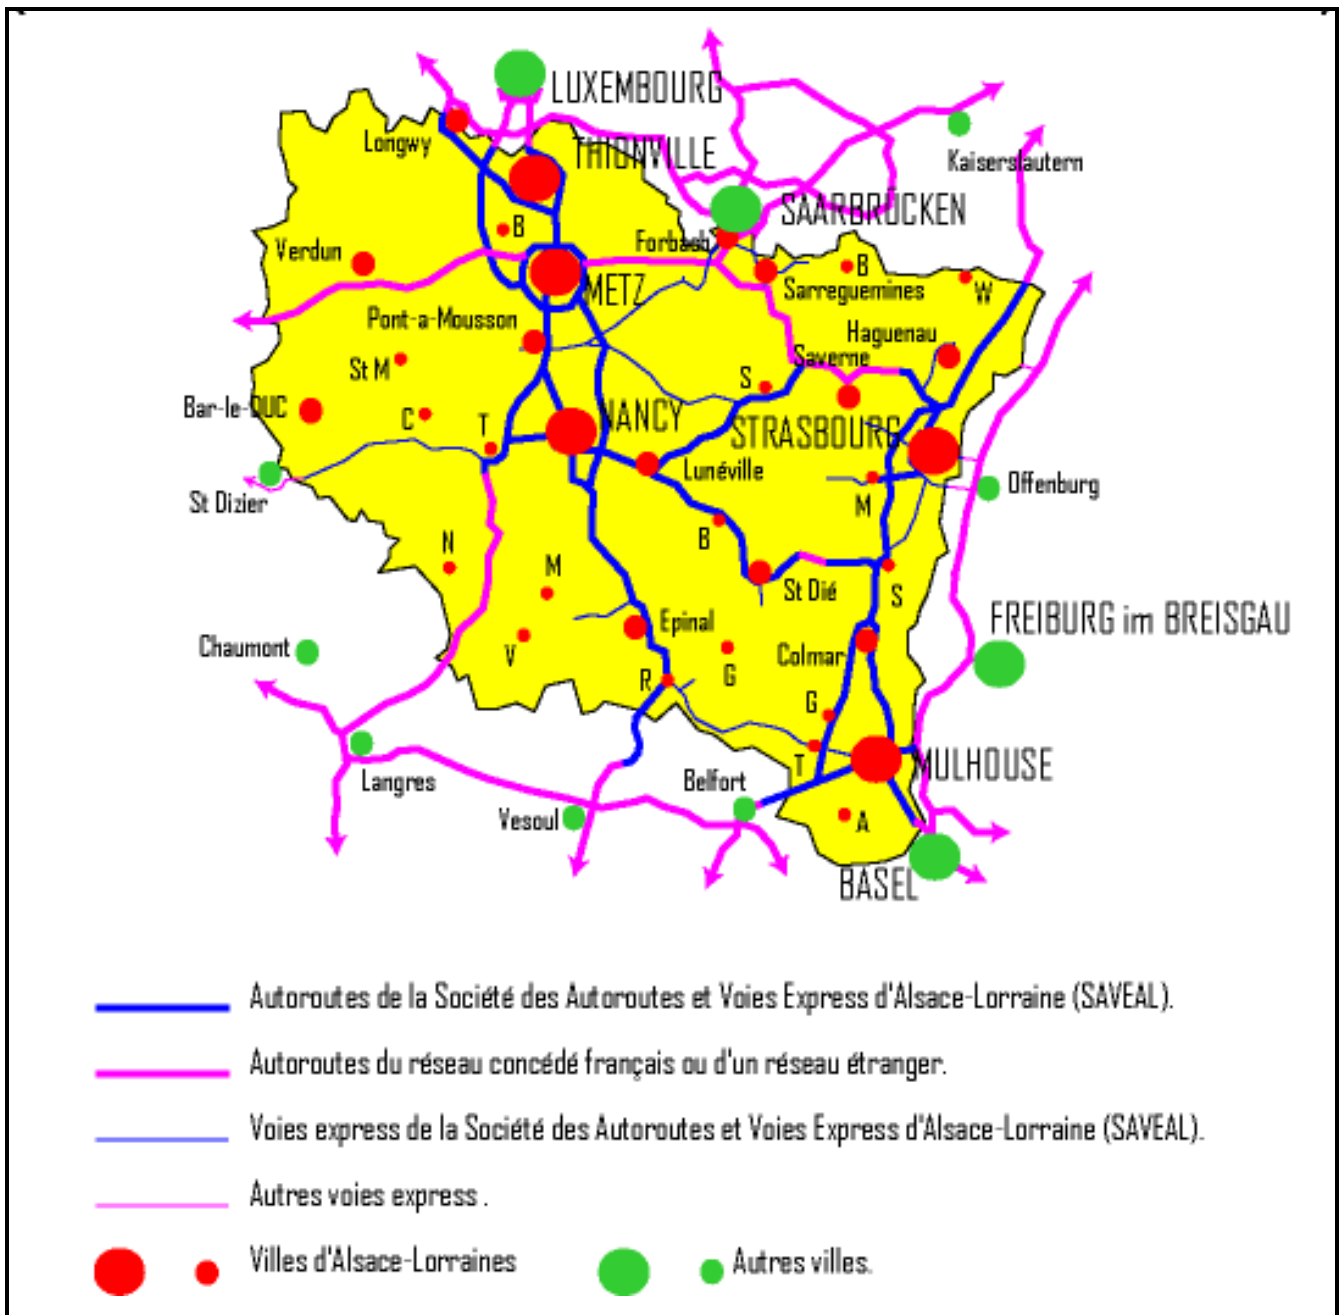 LUXEMBOURG
Longwy
THIONVILLE
Kaiserslautern
SAARBRÜCKEN
B
Forbach
Verdun
B
METZ
Sarreguemines
W
Pont-a-Mousson
Haguenau
St M
Saverne
S
Bar-le-DUC
C
T
NANCY
STRASBOURG
Lunéville
St Dizier
M
Offenburg
B
N
M
St Dié
S
FREIBURG im BREISGAU
Epinal
Chaumont
V
Colmar
R
G
G
T
MULHOUSE
Langres
Belfort
Vesoul
A
BASEL
Autoroutes de la Société des Autoroutes et Voies Express d'Alsace-Lorraine (SAVEAL).
Autoroutes du réseau concédé français ou d'un réseau étranger.
Voies express de la Société des Autoroutes et Voies Express d'Alsace-Lorraine (SAVEAL).
Autres voies express .
Villes d'Alsace-Lorraines
Autres villes.